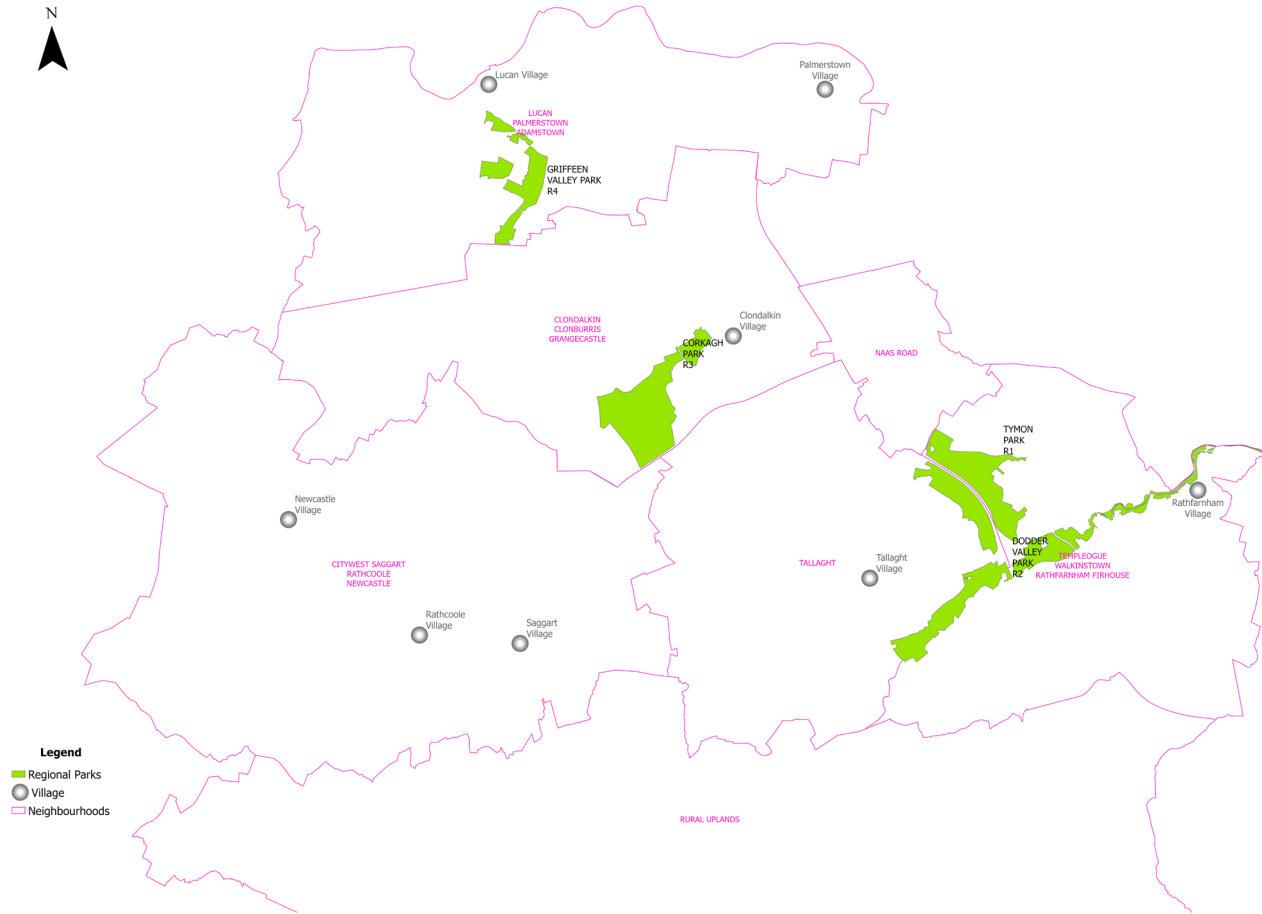 N
Lucan Village
Palmerstown
Village
LUCAN
PALMERSTOWN
ADAMSTOWN
GRIFFEEN
VALLEY PARK
R4
Clondalkin
Village
CLONDALKIN
CLONBURRIS
GRANGECASTLE
CORKAGH
PARK
R3
NAAS ROAD
TYMON
PARK
R1
Newcastle
Village
Rathfarnham
Village
DODDER
VALLEY
PARK
R2
TEMPLEOGUE
WALKINSTOWN
RATHFARNHAM FIRHOUSE
CITYWEST SAGGART
RATHCOOLE
NEWCASTLE
TALLAGHT
Tallaght
Village
Rathcoole
Village
Saggart
Village
Legend
Regional Parks
Village
Neighbourhoods
RURAL UPLANDS